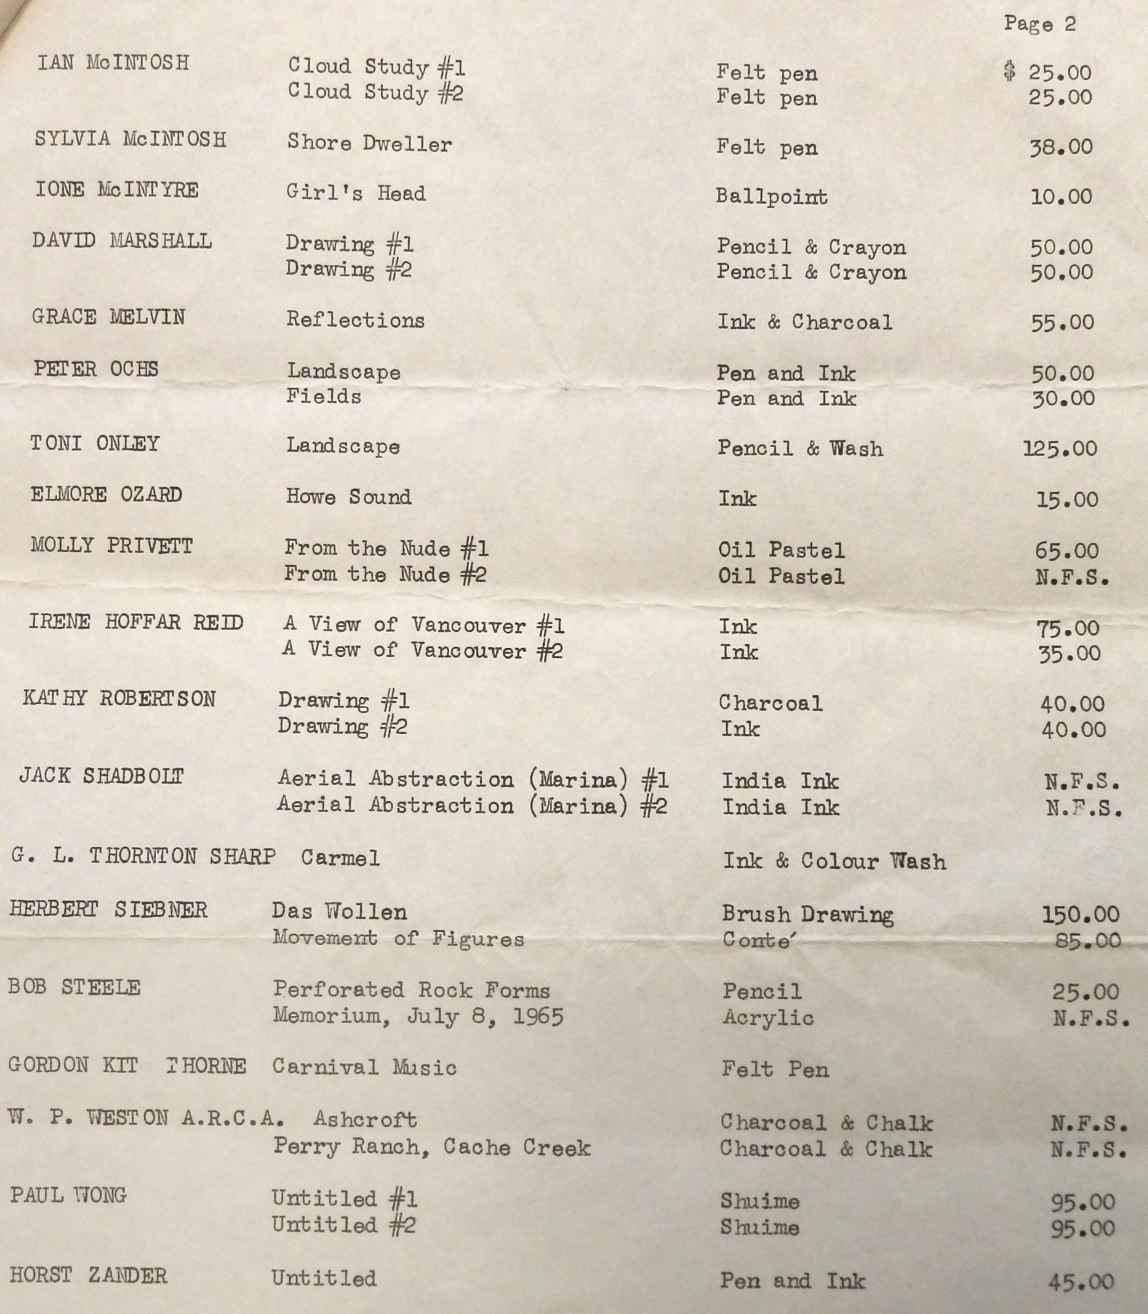 Page 2
IAN McINTOSH Cloud Study #1 Felt pen $ 25.00
Cloud Study #2 Felt pen 25.00
SYLVIA McINTOSH Shore Dweller Felt pen 38.00
IONE McINTYRE Girl's Head Ballpoint 10.00
DAVID MARSHALL Drawing #1 Pencil & Crayon 50.00
Drawing #2 Pencil & Crayon 50.00
GRACE MELVIN Reflections Ink & Charcoal 55.00
PETER OCHS Landscape Pen and Ink 50.00
Fields Pen and Ink 30.00
TONI ONLEY Landscape Pencil & Wash 125.00
ELMORE OZARD Howe Sound Ink 15.00
MOLLY PRIVETT From the Nude #1 Oil Pastel 65.00
From the Nude #2 Oil Pastel N.F.S.
IRENE HOFFAR REID A View of Vancouver #1 Ink 75.00
A View of Vancouver #2 Ink 35.00
KATHY ROBERTSON Drawing #1 Charcoal 40.00
Drawing #2 Ink 40.00
JACK SHADBOLT Aerial Abstraction (Marina) #1 India Ink N.F.S.
Aerial Abstraction (Marina) #2 India Ink N.F.S.
G. L. THORNTON SHARP Carmel Ink & Colour Wash
HERBERT SIEBNER Das Wollen Brush Drawing 150.00
Movement of Figures Conte´ 85.00
BOB STEELE Perforated Rock Forms Pencil 25.00
Memorium, July 8, 1965 Acrylic N.F.S.
GORDON KIT THORNE Carnival Music Felt Pen
W. P. WESTON A.R.C.A. Ashcroft Charcoal & Chalk N.F.S.
Perry Ranch, Cache Creek Charcoal & Chalk N.F.S.
PAUL WONG Untitled #1 Shuime 95.00
Untitled #2 Shuime 95.00
HORST ZANDER Untitled Pen and Ink 45.00